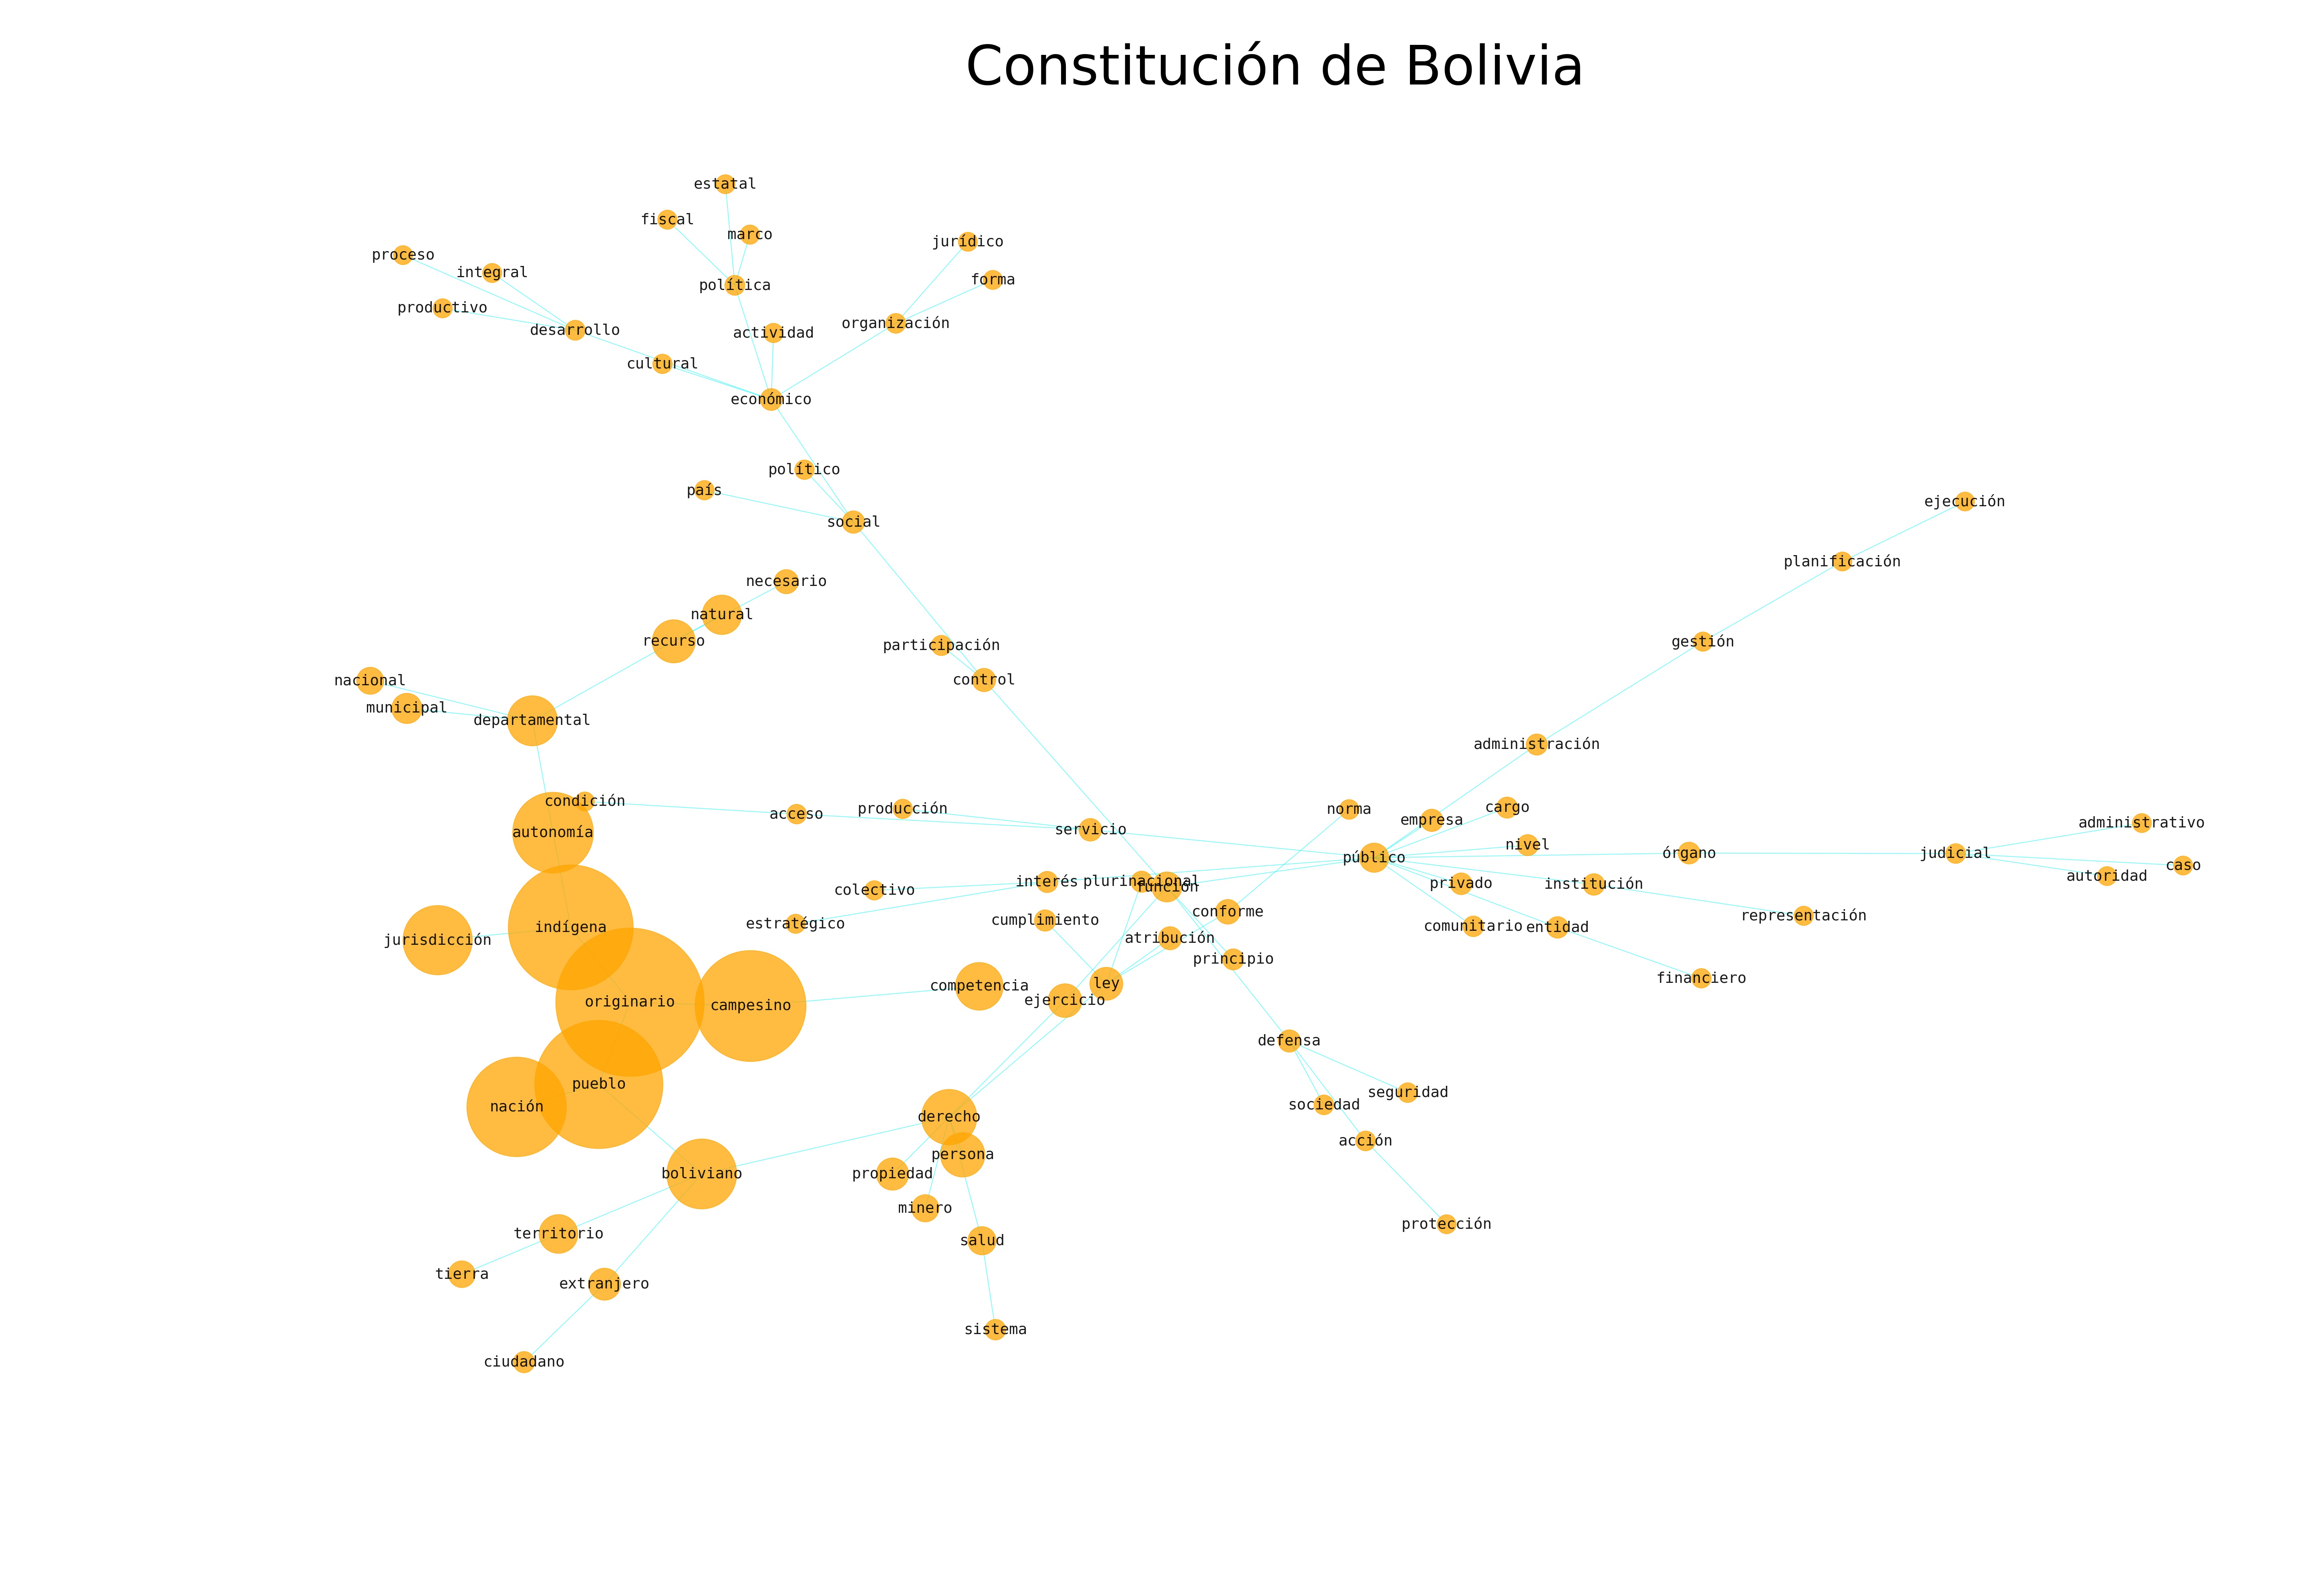 Constitución de Bolivia
estatal
fiscal
marco
jurídico
proceso
integral
forma
política
productivo
organización
desarrollo
actividad
cultural
económico
político
país
ejecución
social
planificación
necesario
natural
recurso
gestión
participación
nacional
control
municipal
departamental
administración
condición
cargo
producción
norma
acceso
empresa
administrativo
autonomía
servicio
nivel
público
órgano
judicial
caso
autoridad
interés
plurinacional
privado
institución
función
colectivo
conforme
representación
cumplimiento
estratégico
indígena
comunitario
entidad
atribución
jurisdicción
principio
financiero
ley
competencia
ejercicio
originario
campesino
defensa
pueblo
seguridad
sociedad
nación
derecho
acción
persona
boliviano
propiedad
minero
protección
territorio
salud
tierra
extranjero
sistema
ciudadano